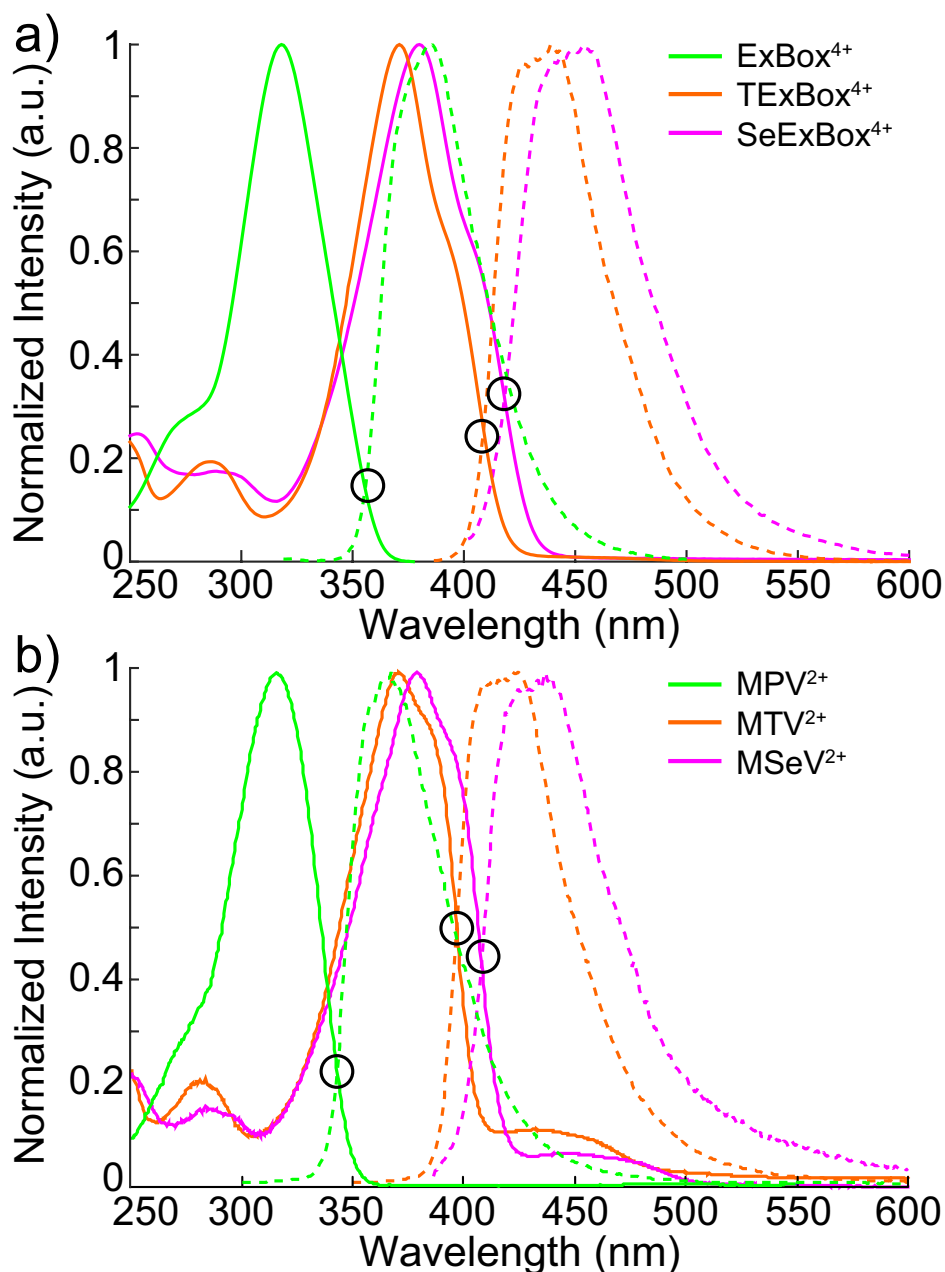 a)
Normalized Intensity (a.u.)
1
0.8
0.6
0.4
0.2
0
ExBox⁴⁺
TExBox⁴⁺
SeExBox⁴⁺
250 300 350 400 450 500 550 600
Wavelength (nm)
b)
Normalized Intensity (a.u.)
1
0.8
0.6
0.4
0.2
0
MPV²⁺
MTV²⁺
MSeV²⁺
250 300 350 400 450 500 550 600
Wavelength (nm)